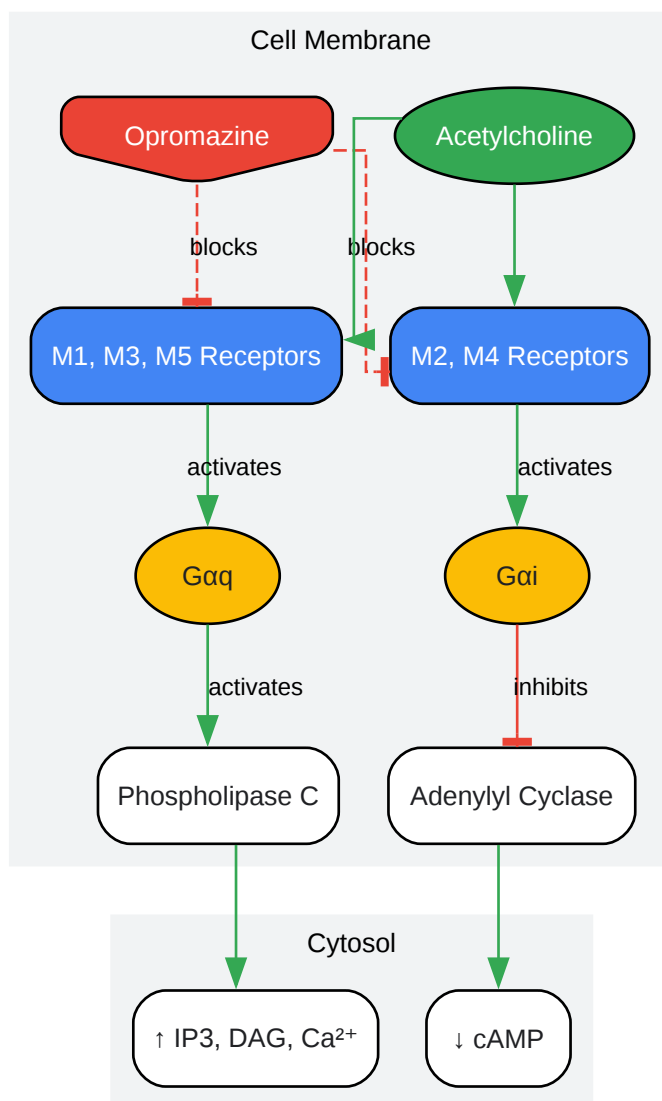 Cell Membrane
Opromazine
Acetylcholine
blocks
blocks
M1, M3, M5 Receptors
M2, M4 Receptors
activates
activates
Gαq
Gαi
activates
inhibits
Phospholipase C
Adenylyl Cyclase
Cytosol
↑ IP3, DAG, Ca²⁺
↓ cAMP